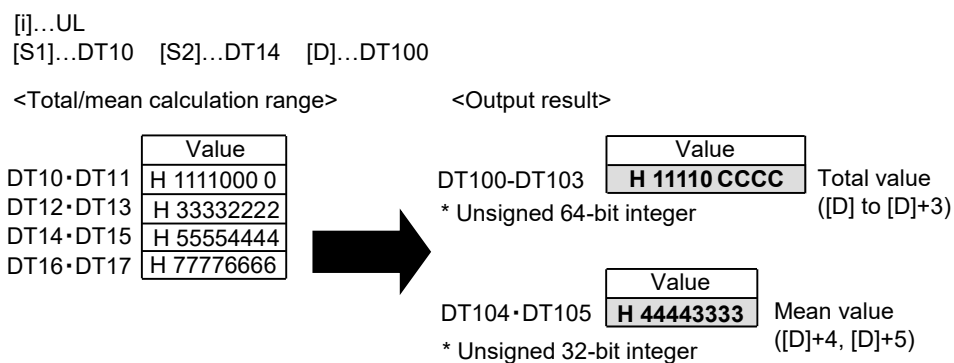 [i]…UL
[S1]…DT10 [S2]…DT14 [D]…DT100
<Total/mean calculation range>
<Output result>
Value
DT10・DT11 H 1111000 0
DT12・DT13 H 33332222
DT14・DT15 H 55554444
DT16・DT17 H 77776666
Value
DT100-DT103 H 11110 CCCC Total value
([D] to [D]+3)
* Unsigned 64-bit integer
Value
DT104・DT105 H 44443333 Mean value
([D]+4, [D]+5)
* Unsigned 32-bit integer